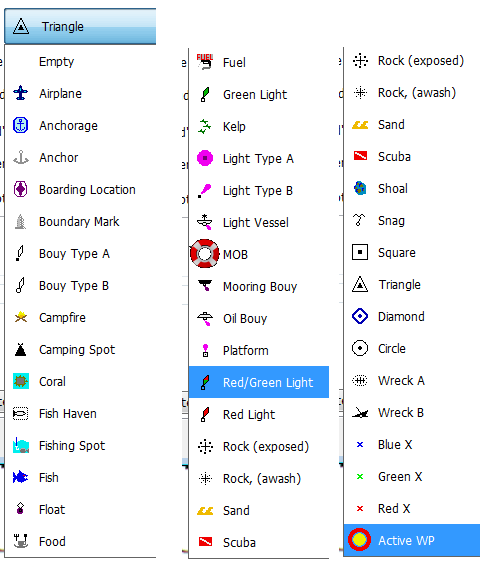 Triangle
Empty
Airplane
Anchorage
Anchor
Boarding Location
Boundary Mark
Bouy Type A
Bouy Type B
Campfire
Camping Spot
Coral
Fish Haven
Fishing Spot
Fish
Float
Food
FUEL
Fuel
Green Light
Kelp
Light Type A
Light Type B
Light Vessel
MOB
Mooring Bouy
Oil Bouy
Platform
Red/Green Light
Red Light
Rock (exposed)
Rock, (awash)
Sand
Scuba
Rock (exposed)
Rock, (awash)
Sand
Scuba
Shoal
Snag
Square
Triangle
Diamond
Circle
Wreck A
Wreck B
Blue X
Green X
Red X
Active WP